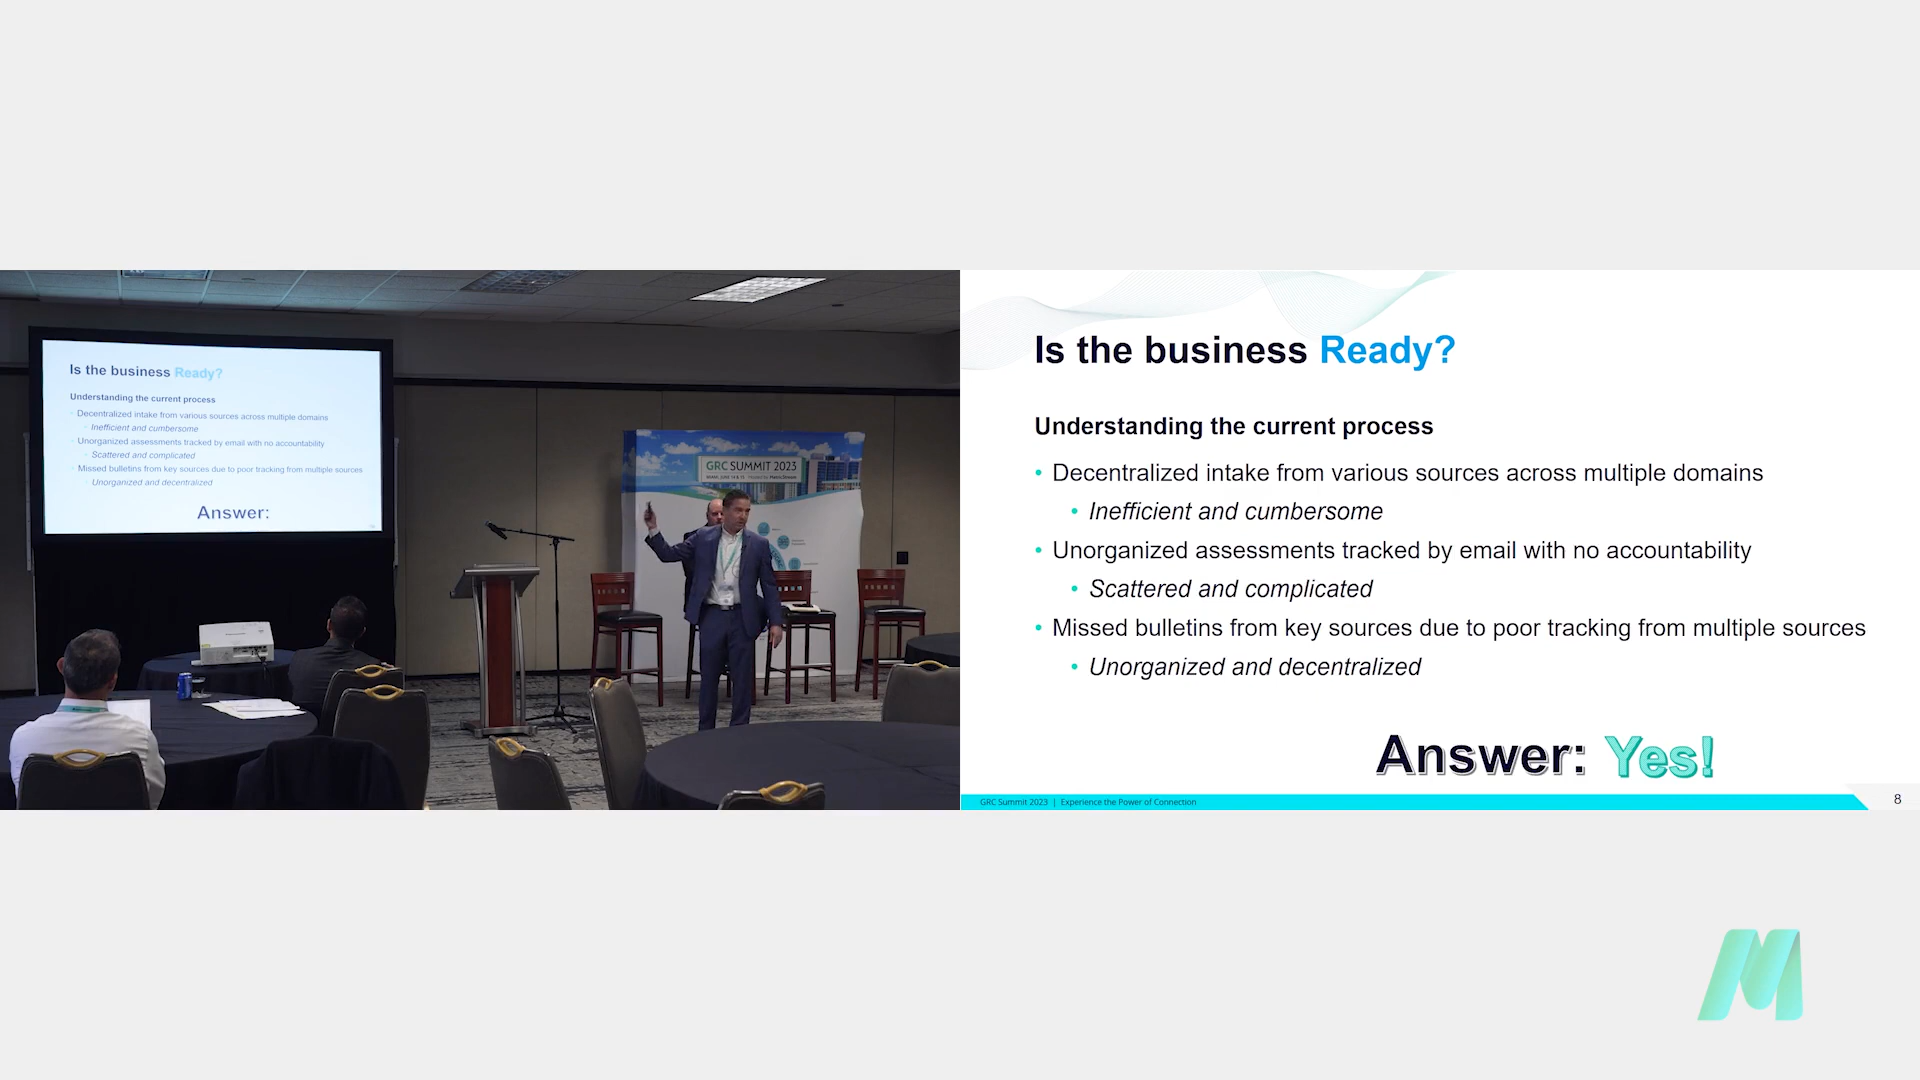 Is the business Ready?
Understanding the current process
Decentralized intake from various sources across multiple domains
Inefficient and cumbersome
Unorganized assessments tracked by email with no accountability
Scattered and complicated
Missed bulletins from key sources due to poor tracking from multiple sources
Unorganized and decentralized
Answer:
GRC SUMMIT 2023
Is the business Ready?
Understanding the current process
• Decentralized intake from various sources across multiple domains
• Inefficient and cumbersome
• Unorganized assessments tracked by email with no accountability
• Scattered and complicated
• Missed bulletins from key sources due to poor tracking from multiple sources
• Unorganized and decentralized
Answer: Yes!
GRC Summit 2023 | Experience the Power of Connection
8
M